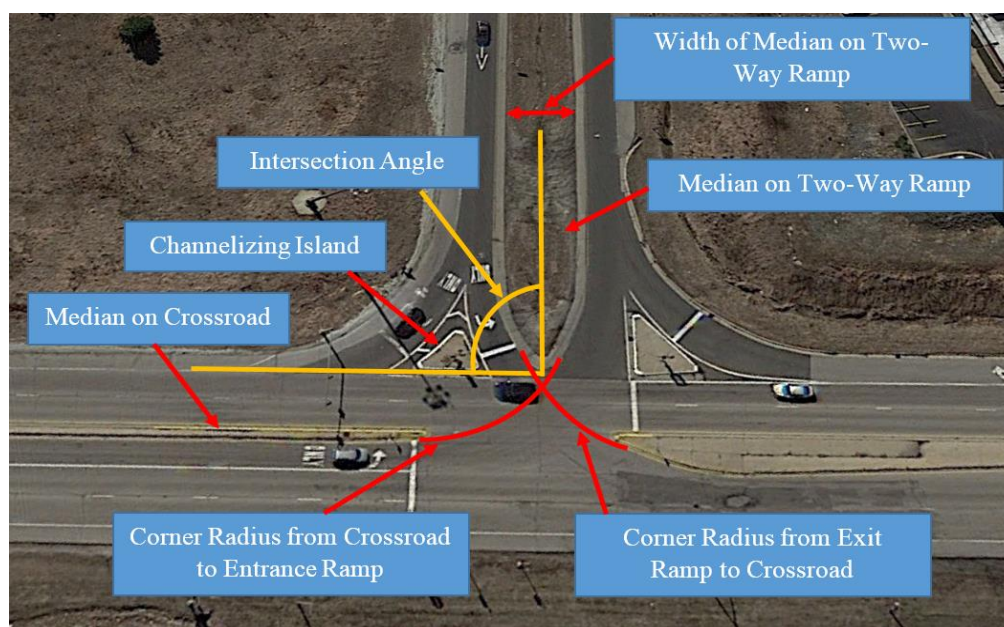 Width of Median on Two-
Way Ramp
Intersection Angle
Median on Two-Way Ramp
Channelizing Island
Median on Crossroad
Corner Radius from Crossroad
to Entrance Ramp
Corner Radius from Exit
Ramp to Crossroad